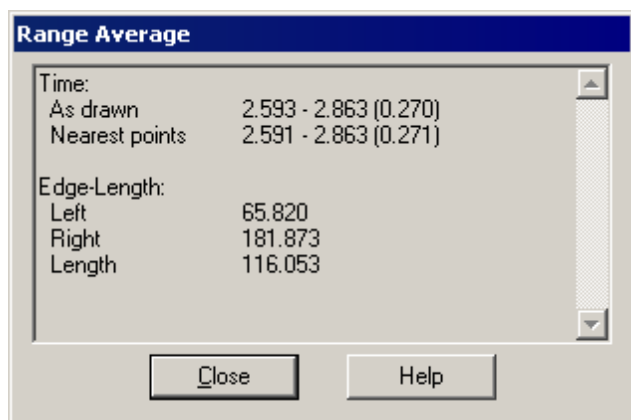 Range Average
Time:
As drawn 2.593 - 2.863 (0.270)
Nearest points 2.591 - 2.863 (0.271)
Edge-Length:
Left 65.820
Right 181.873
Length 116.053
Close Help